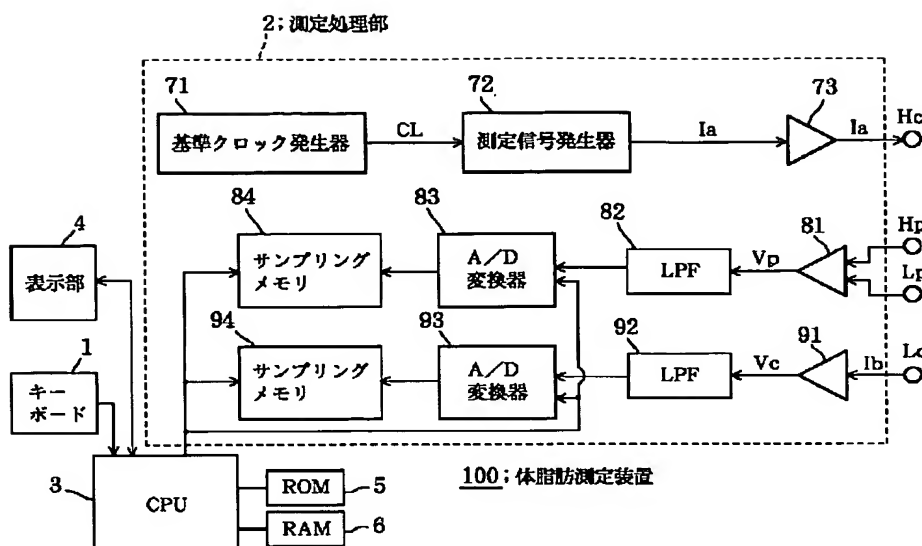 2;測定処理部
71
72
73
Hc
基準クロック発生器
CL
測定信号発生器
Ia
Ia
84
83
82
81
Hp
4
サンプリング
メモリ
A/D
変換器
LPF
Vp
Lp
表示部
94
93
92
91
Lc
1
サンプリング
メモリ
A/D
変換器
LPF
Vc
Ib
キー
ボード
3
CPU
ROM
5
RAM
6
100;体脂肪測定装置